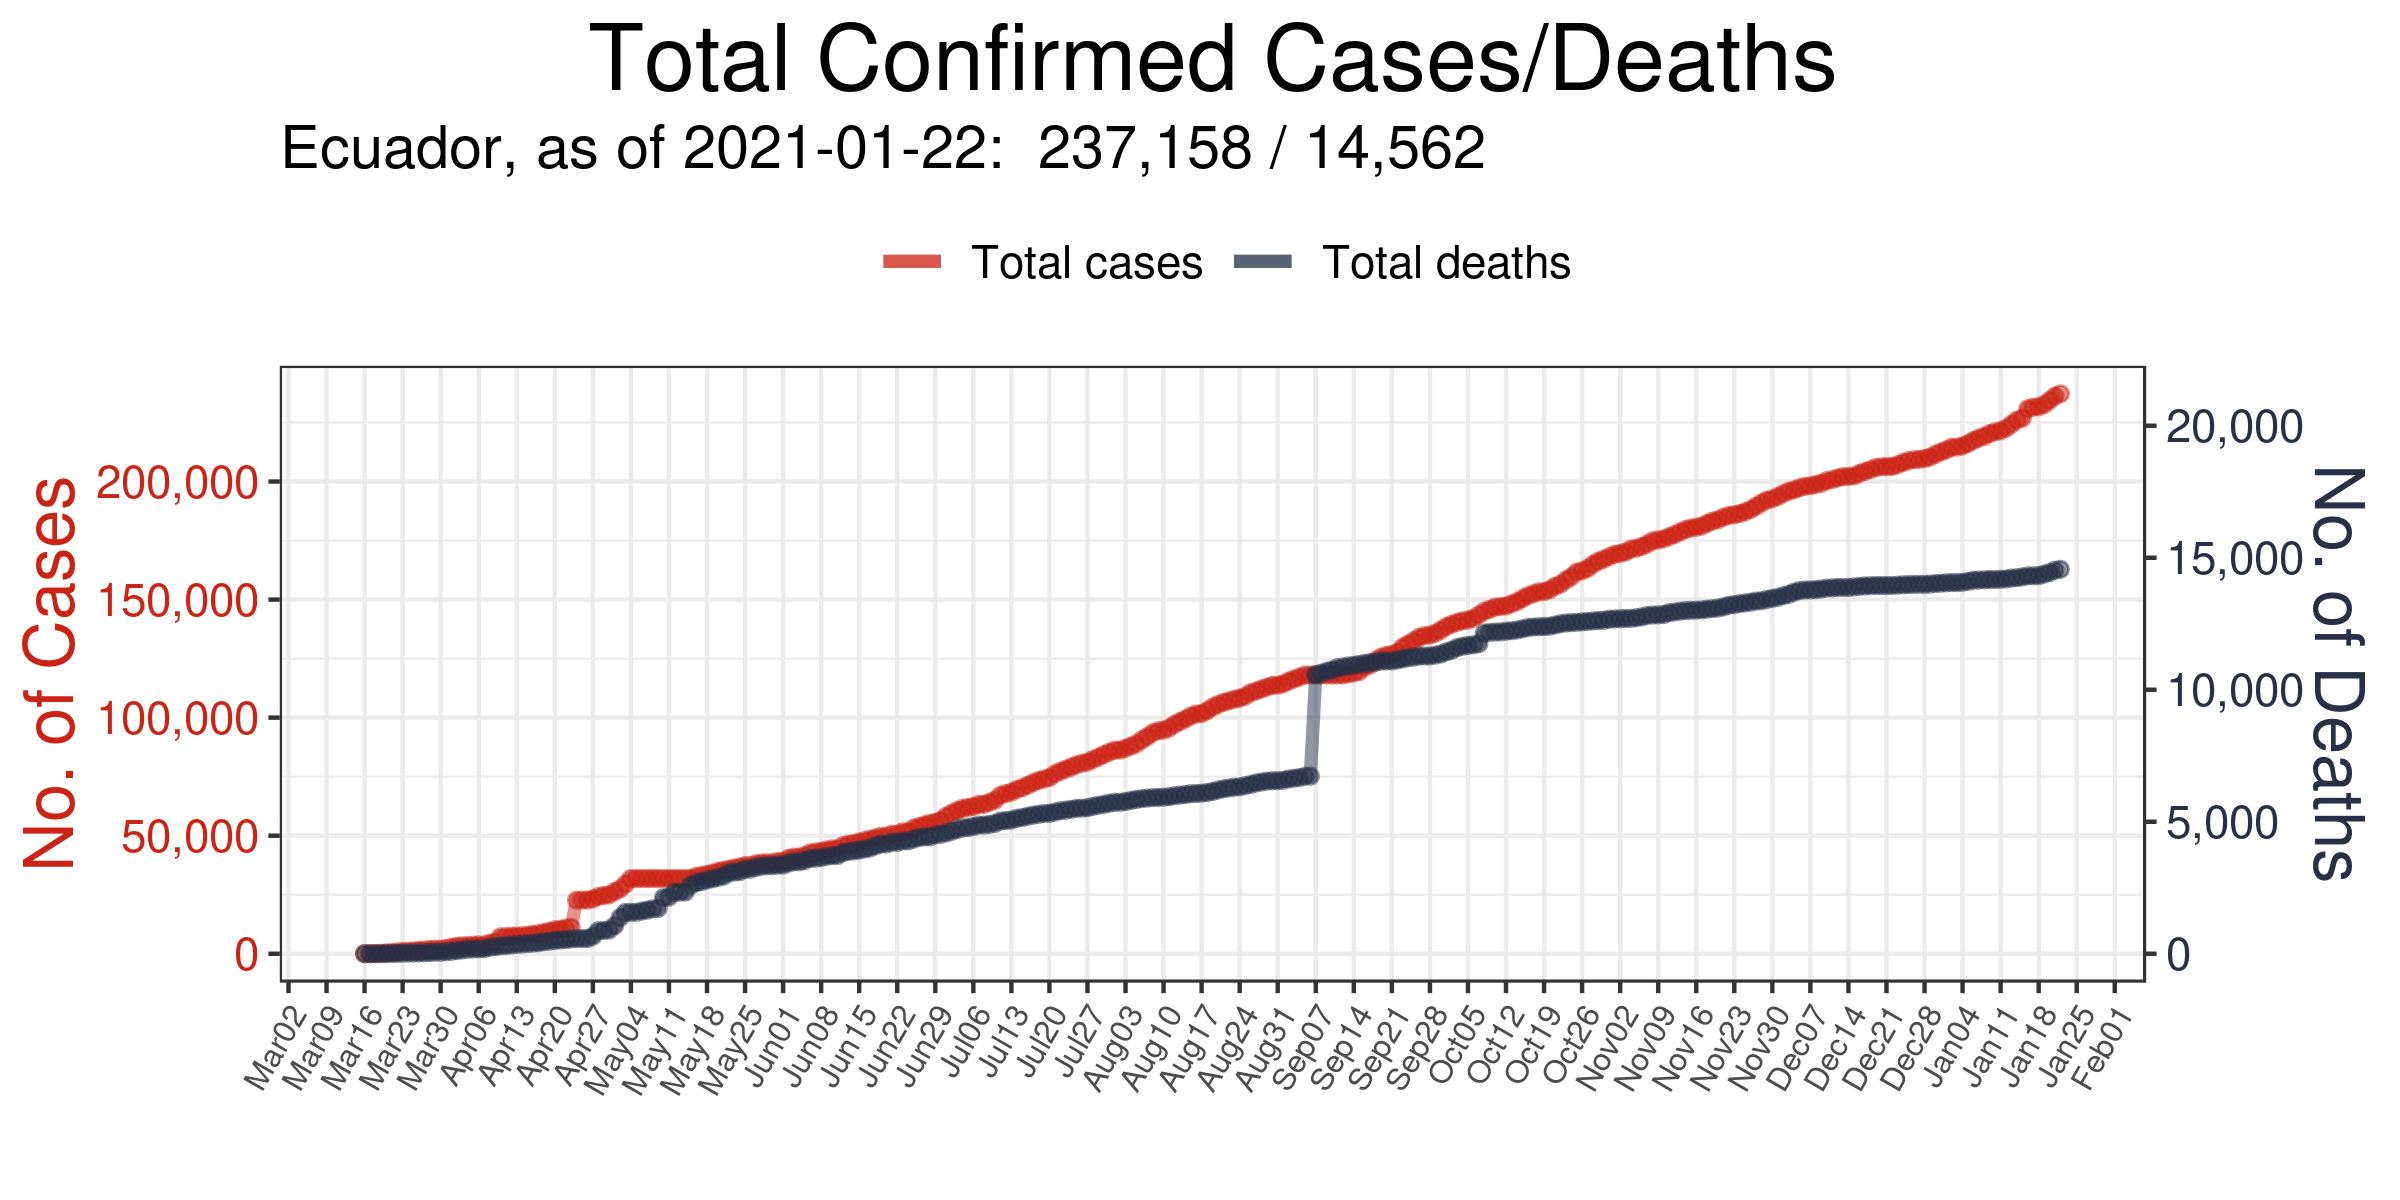 Total Confirmed Cases/Deaths
Ecuador, as of 2021-01-22:  237,158 / 14,562
Total cases
Total deaths
No. of Cases
200,000
150,000
100,000
50,000
0
20,000
15,000
10,000
5,000
0
No. of Deaths
Mar02
Mar09
Mar16
Mar23
Mar30
Apr06
Apr13
Apr20
Apr27
May04
May11
May18
May25
Jun01
Jun08
Jun15
Jun22
Jun29
Jul06
Jul13
Jul20
Jul27
Aug03
Aug10
Aug17
Aug24
Aug31
Sep07
Sep14
Sep21
Sep28
Oct05
Oct12
Oct19
Oct26
Nov02
Nov09
Nov16
Nov23
Nov30
Dec07
Dec14
Dec21
Dec28
Jan04
Jan11
Jan18
Jan25
Feb01